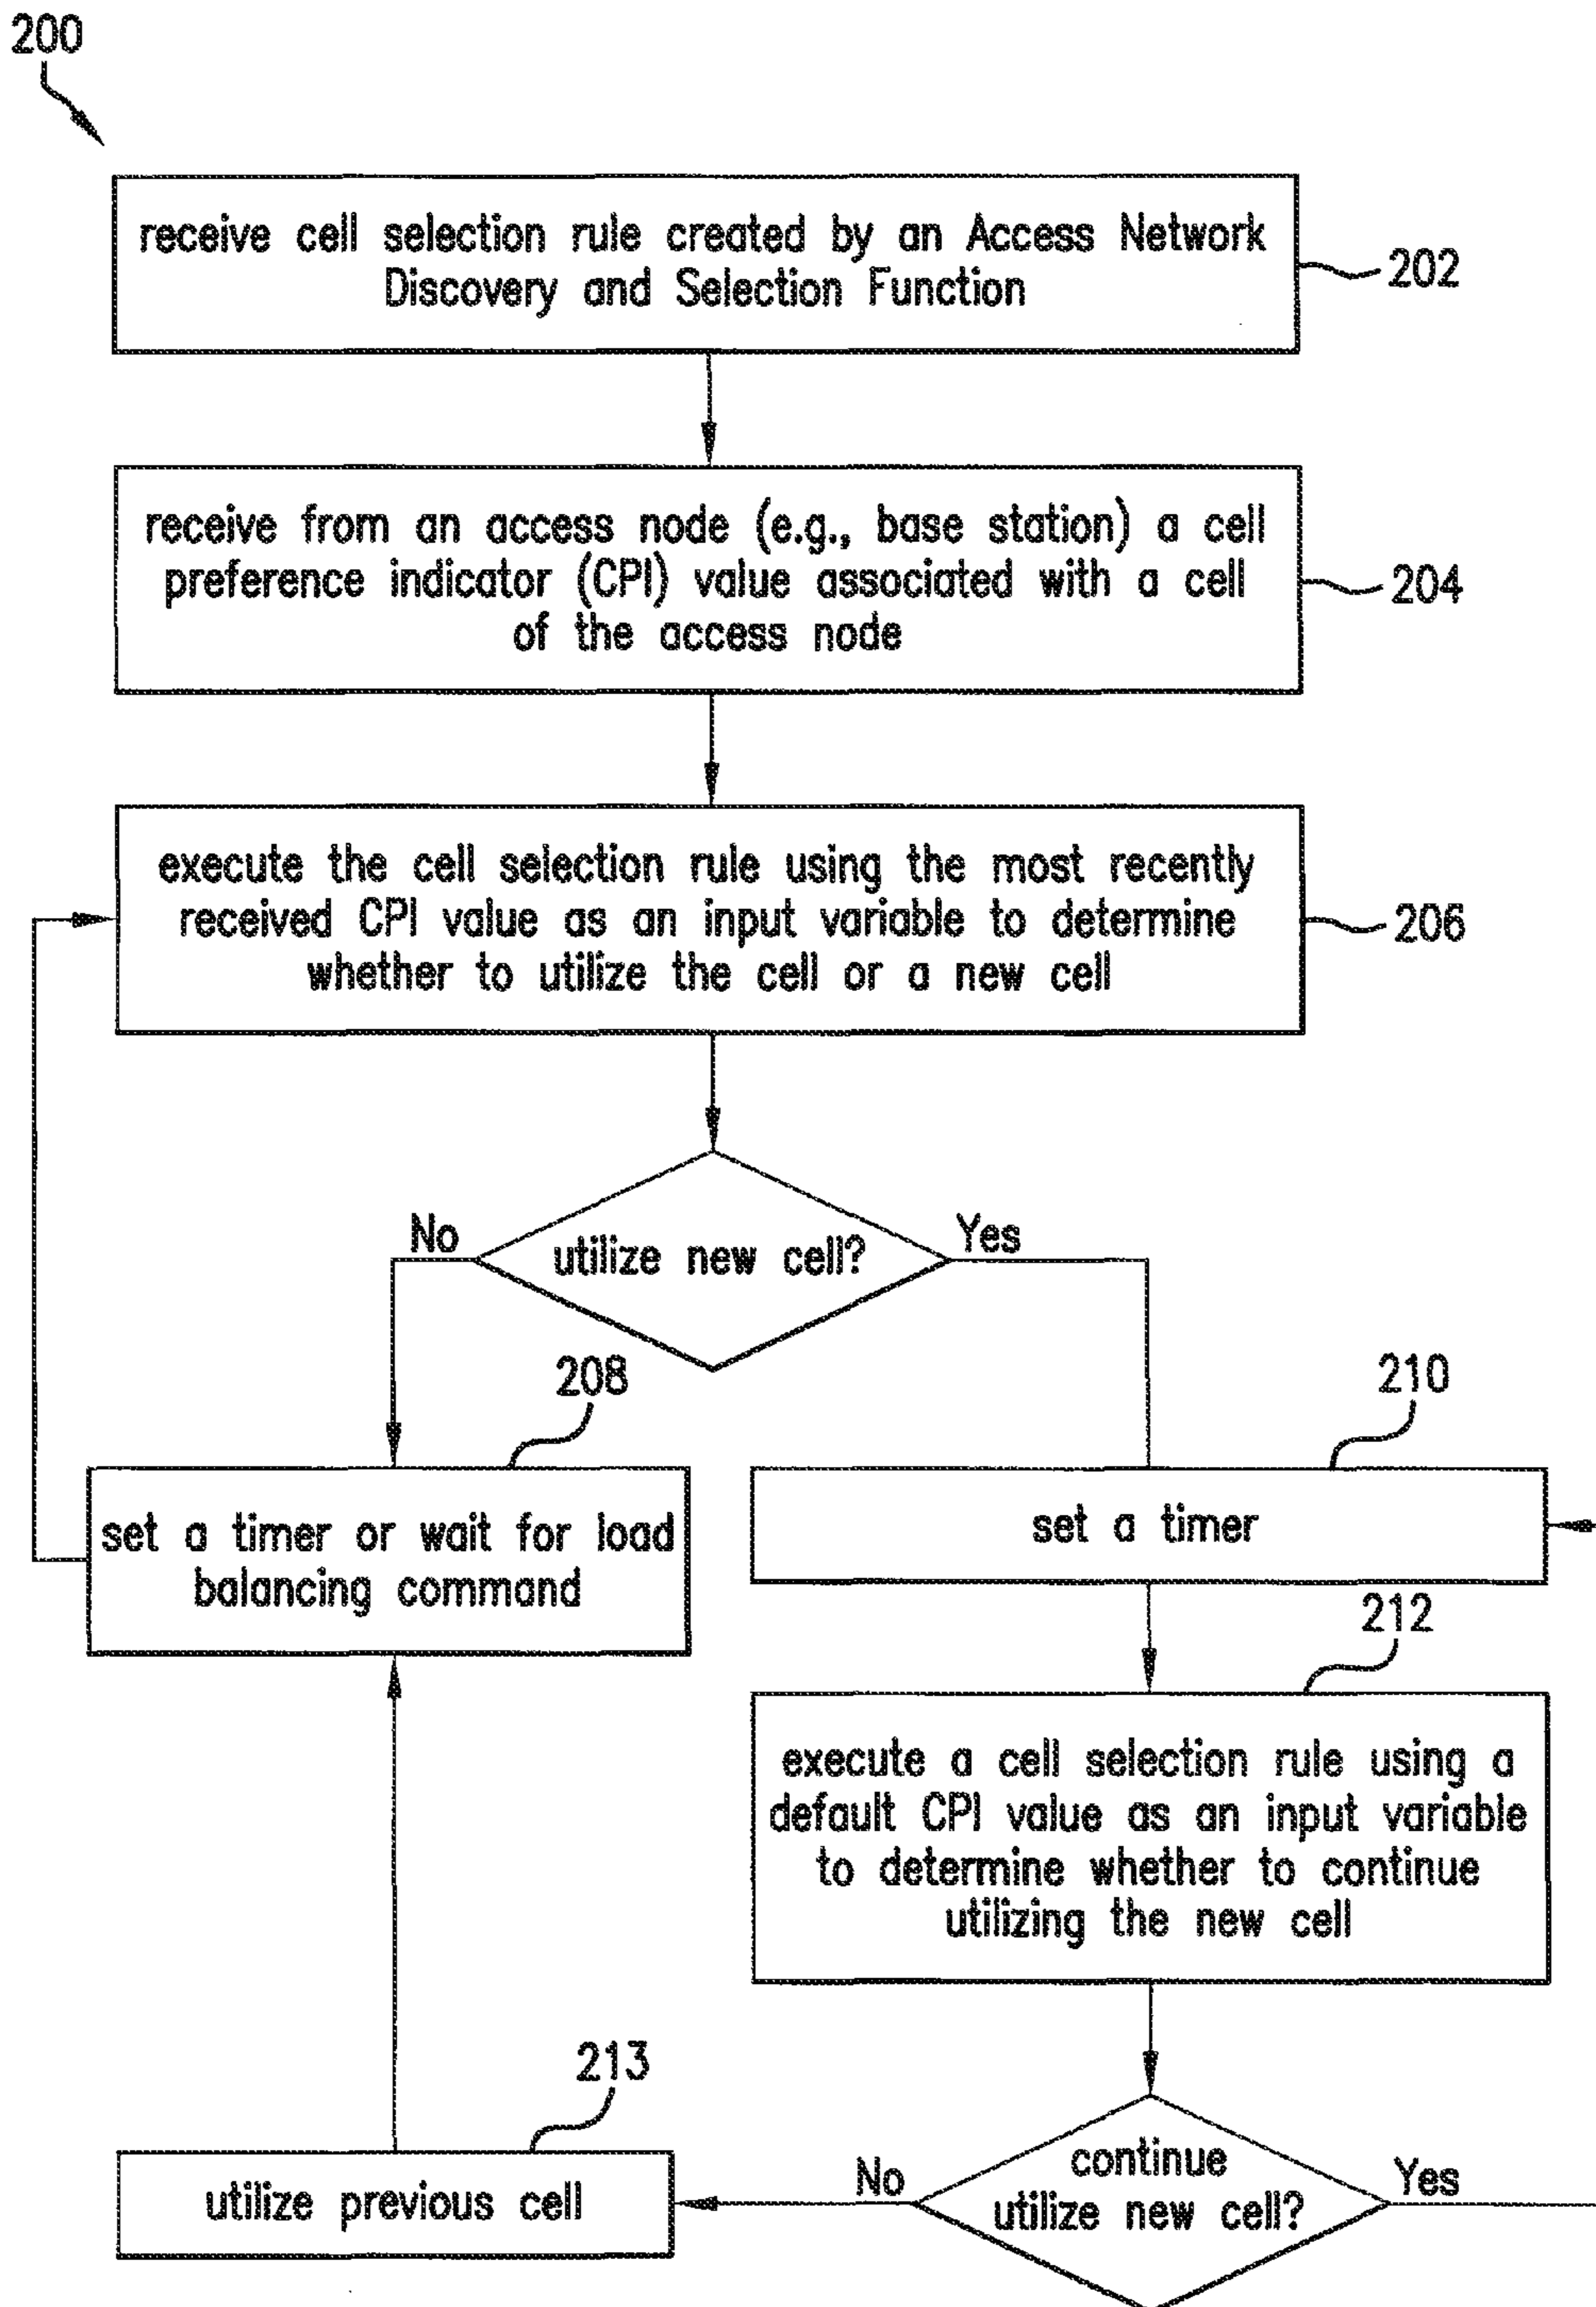 200
receive cell selection rule created by an Access Network
Discovery and Selection Function
202
receive from an access node (e.g., base station) a cell
preference indicator (CPI) value associated with a cell
of the access node
204
execute the cell selection rule using the most recently
received CPI value as an input variable to determine
whether to utilize the cell or a new cell
206
utilize new cell?
No
Yes
208
set a timer or wait for load
balancing command
210
set a timer
212
execute a cell selection rule using a
default CPI value as an input variable
to determine whether to continue
utilizing the new cell
213
utilize previous cell
No
continue
utilize new cell?
Yes